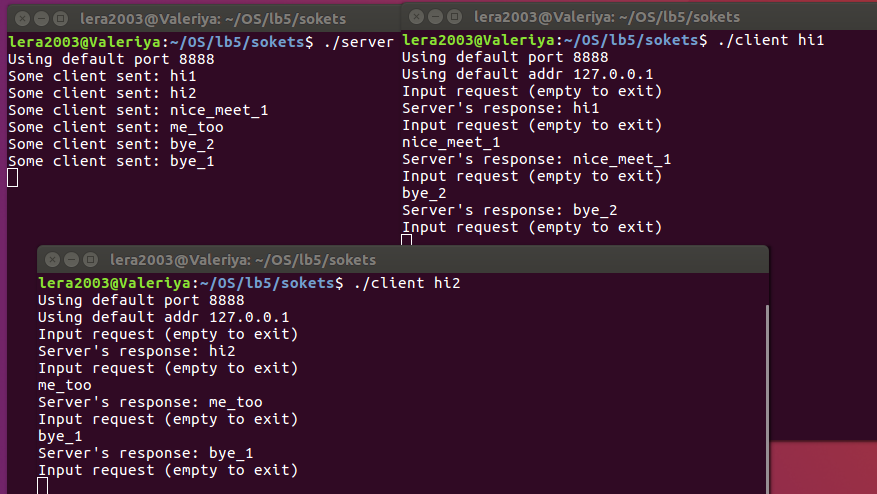 lera2003@Valeriya: ~/OS/lb5/sokets
lera2003@Valeriya:~/OS/lb5/sokets$ ./server
Using default port 8888
Some client sent: hi1
Some client sent: hi2
Some client sent: nice_meet_1
Some client sent: me_too
Some client sent: bye_2
Some client sent: bye_1
lera2003@Valeriya: ~/OS/lb5/sokets
lera2003@Valeriya:~/OS/lb5/sokets$ ./client hi1
Using default port 8888
Using default addr 127.0.0.1
Input request (empty to exit)
Server's response: hi1
Input request (empty to exit)
nice_meet_1
Server's response: nice_meet_1
Input request (empty to exit)
bye_2
Server's response: bye_2
Input request (empty to exit)
lera2003@Valeriya: ~/OS/lb5/sokets
lera2003@Valeriya:~/OS/lb5/sokets$ ./client hi2
Using default port 8888
Using default addr 127.0.0.1
Input request (empty to exit)
Server's response: hi2
Input request (empty to exit)
me_too
Server's response: me_too
Input request (empty to exit)
bye_1
Server's response: bye_1
Input request (empty to exit)